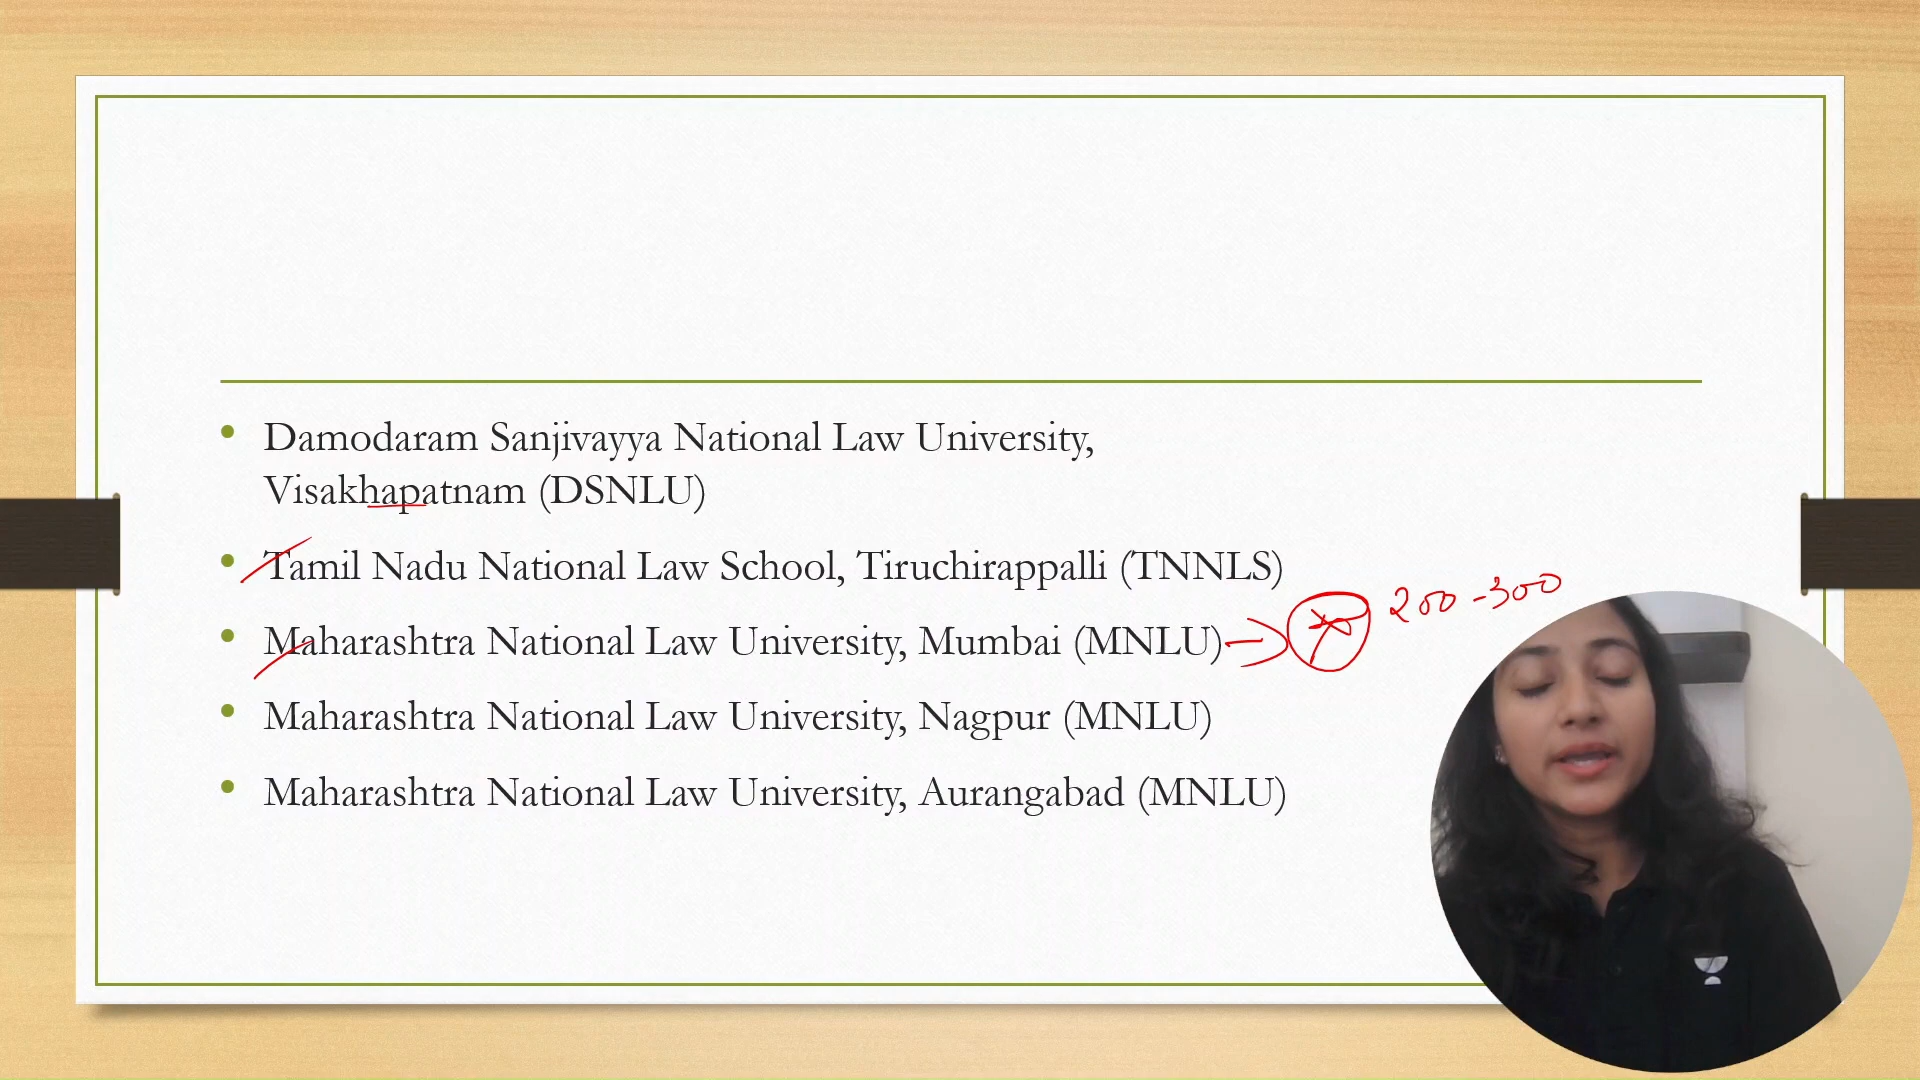 Damodaram Sanjivayya National Law University,
Visakhapatnam (DSNLU)
Tamil Nadu National Law School, Tiruchirappalli (TNNLS)
200-300
Maharashtra National Law University, Mumbai (MNLU)
Maharashtra National Law University, Nagpur (MNLU)
Maharashtra National Law University, Aurangabad (MNLU)